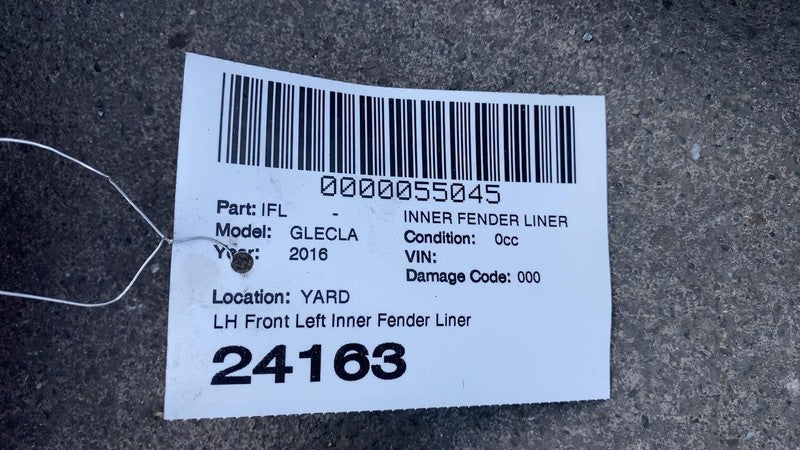 0000055045
Part: IFL - INNER FENDER LINER
Model: GLECLA Condition: 0cc
Year: 2016 VIN:
Damage Code: 000
Location: YARD
LH Front Left Inner Fender Liner
24163